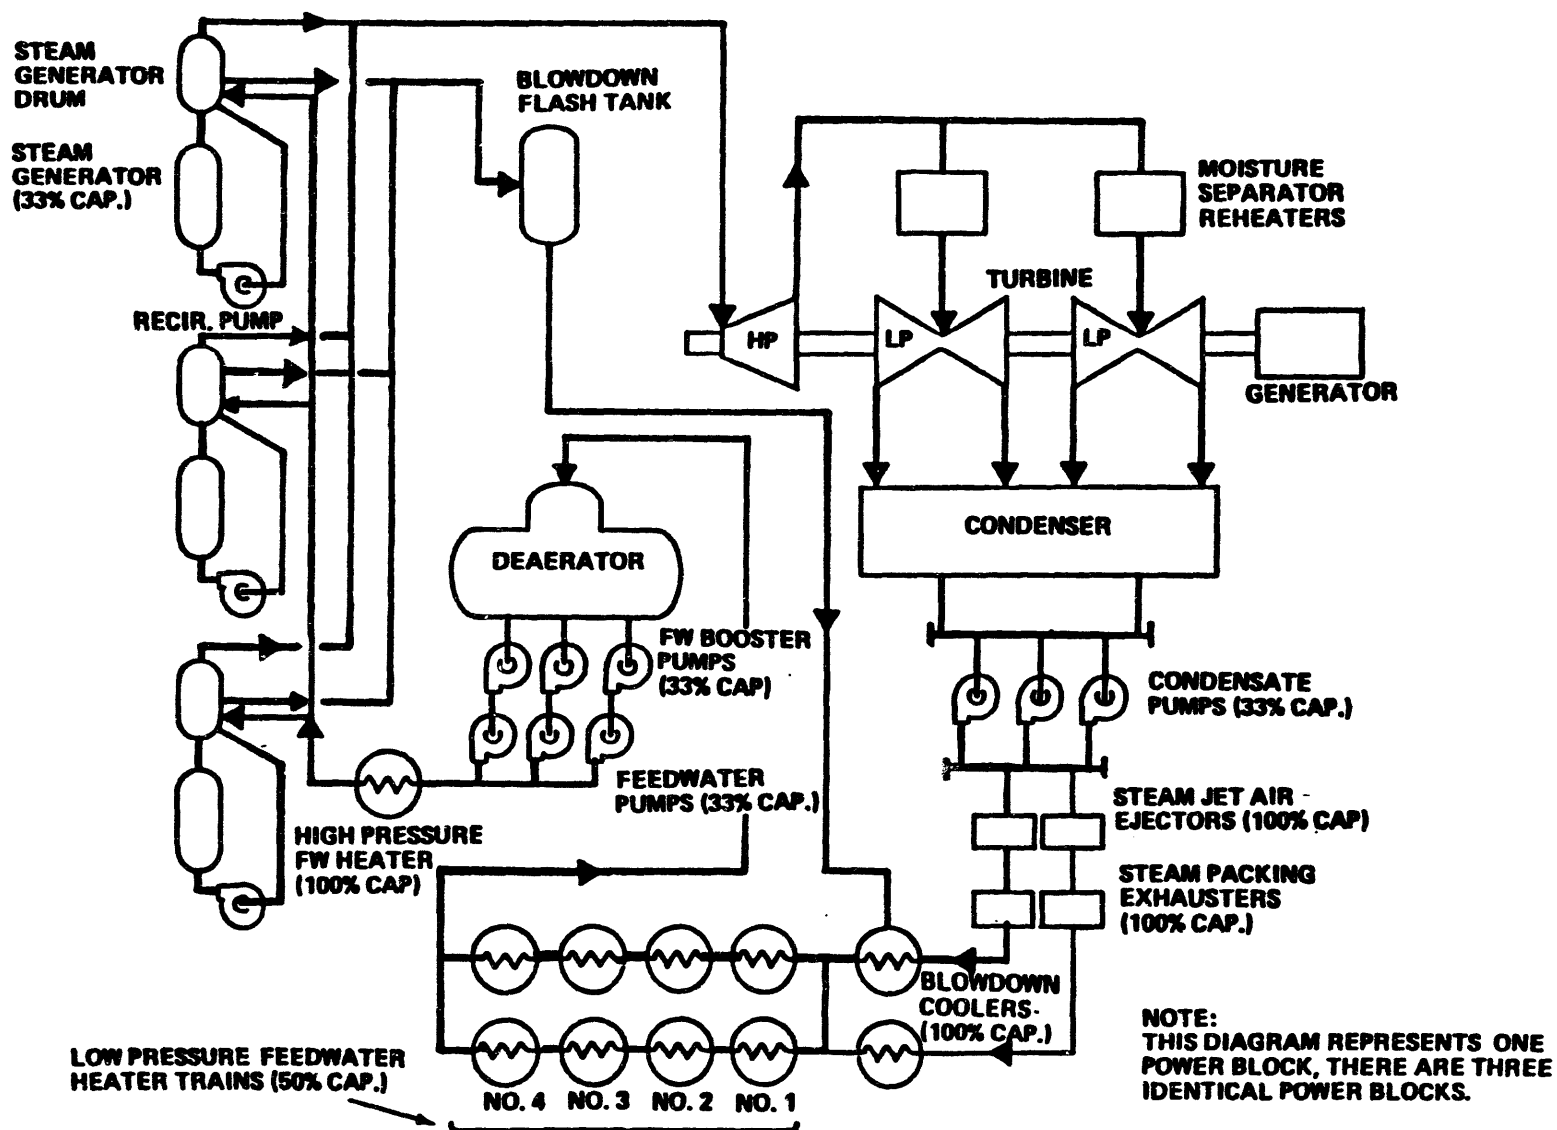 STEAM
GENERATOR
DRUM
STEAM
GENERATOR
(33% CAP.)
RECIR. PUMP
BLOWDOWN
FLASH TANK
MOISTURE
SEPARATOR
REHEATERS
TURBINE
HP
LP
LP
GENERATOR
CONDENSER
DEAERATOR
FW BOOSTER
PUMPS
(33% CAP)
CONDENSATE
PUMPS (33% CAP.)
FEEDWATER
PUMPS (33% CAP.)
STEAM JET AIR
EJECTORS (100% CAP)
HIGH PRESSURE
FW HEATER
(100% CAP)
STEAM PACKING
EXHAUSTERS
(100% CAP.)
BLOWDOWN
COOLERS
(100% CAP.)
LOW PRESSURE FEEDWATER
HEATER TRAINS (50% CAP.)
NO. 4 NO. 3 NO. 2 NO. 1
NOTE:
THIS DIAGRAM REPRESENTS ONE
POWER BLOCK, THERE ARE THREE
IDENTICAL POWER BLOCKS.